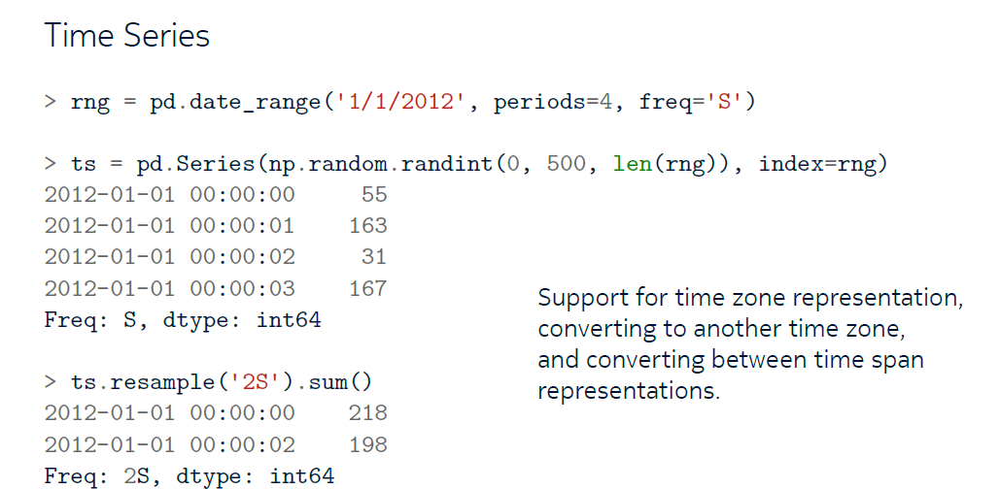 Time Series
> rng = pd.date_range('1/1/2012', periods=4, freq='S')
> ts = pd.Series(np.random.randint(0, 500, len(rng)), index=rng)
2012-01-01 00:00:00 55
2012-01-01 00:00:01 163
2012-01-01 00:00:02 31
2012-01-01 00:00:03 167
Freq: S, dtype: int64
> ts.resample('2S').sum()
2012-01-01 00:00:00 218
2012-01-01 00:00:02 198
Freq: 2S, dtype: int64
Support for time zone representation,
converting to another time zone,
and converting between time span
representations.